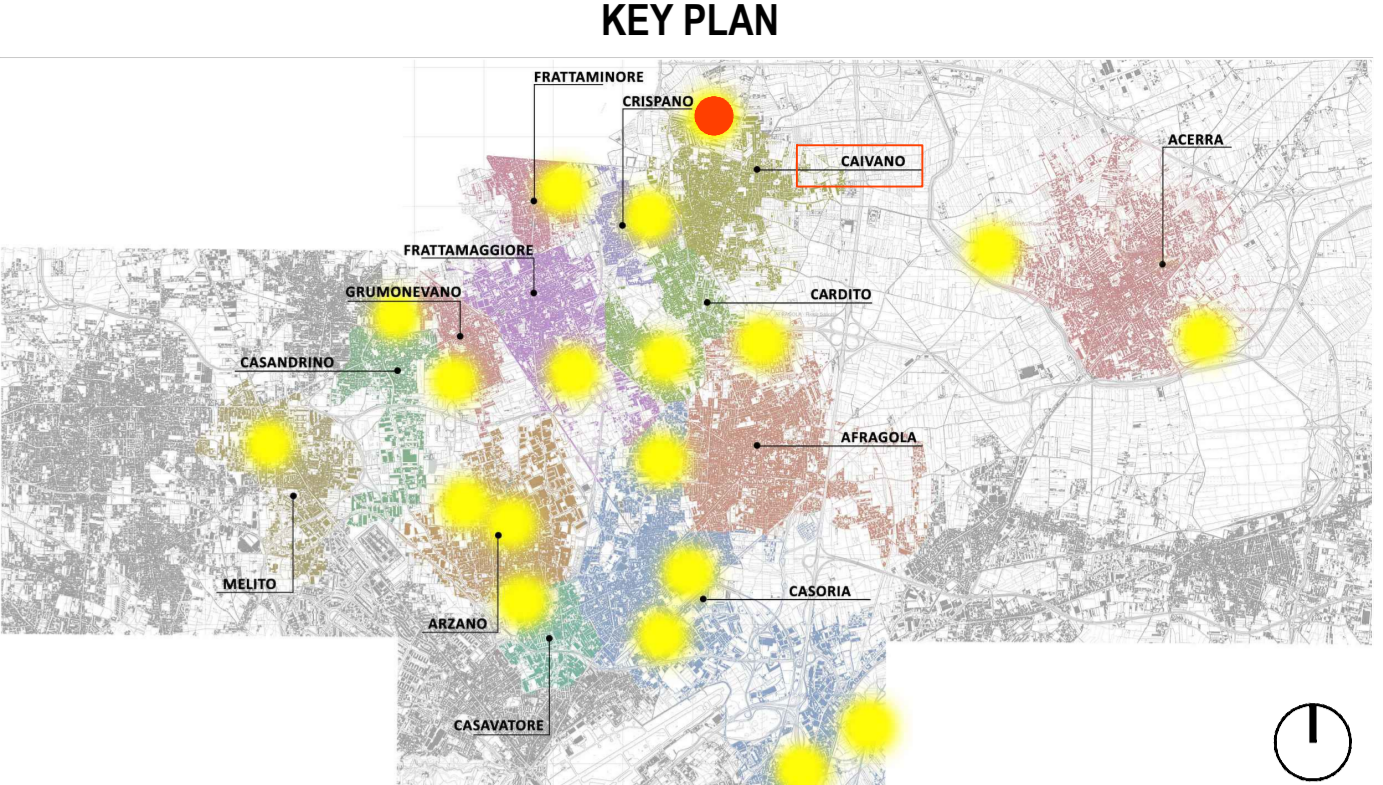 KEY PLAN
FRATTAMINORE
CRISPANO
ACERRA
CAIVANO
FRATTAMAGGIORE
GRUMONEVANO
CARDITO
CASANDRINO
AFRAGOLA
MELITO
CASORIA
ARZANO
CASAVATORE